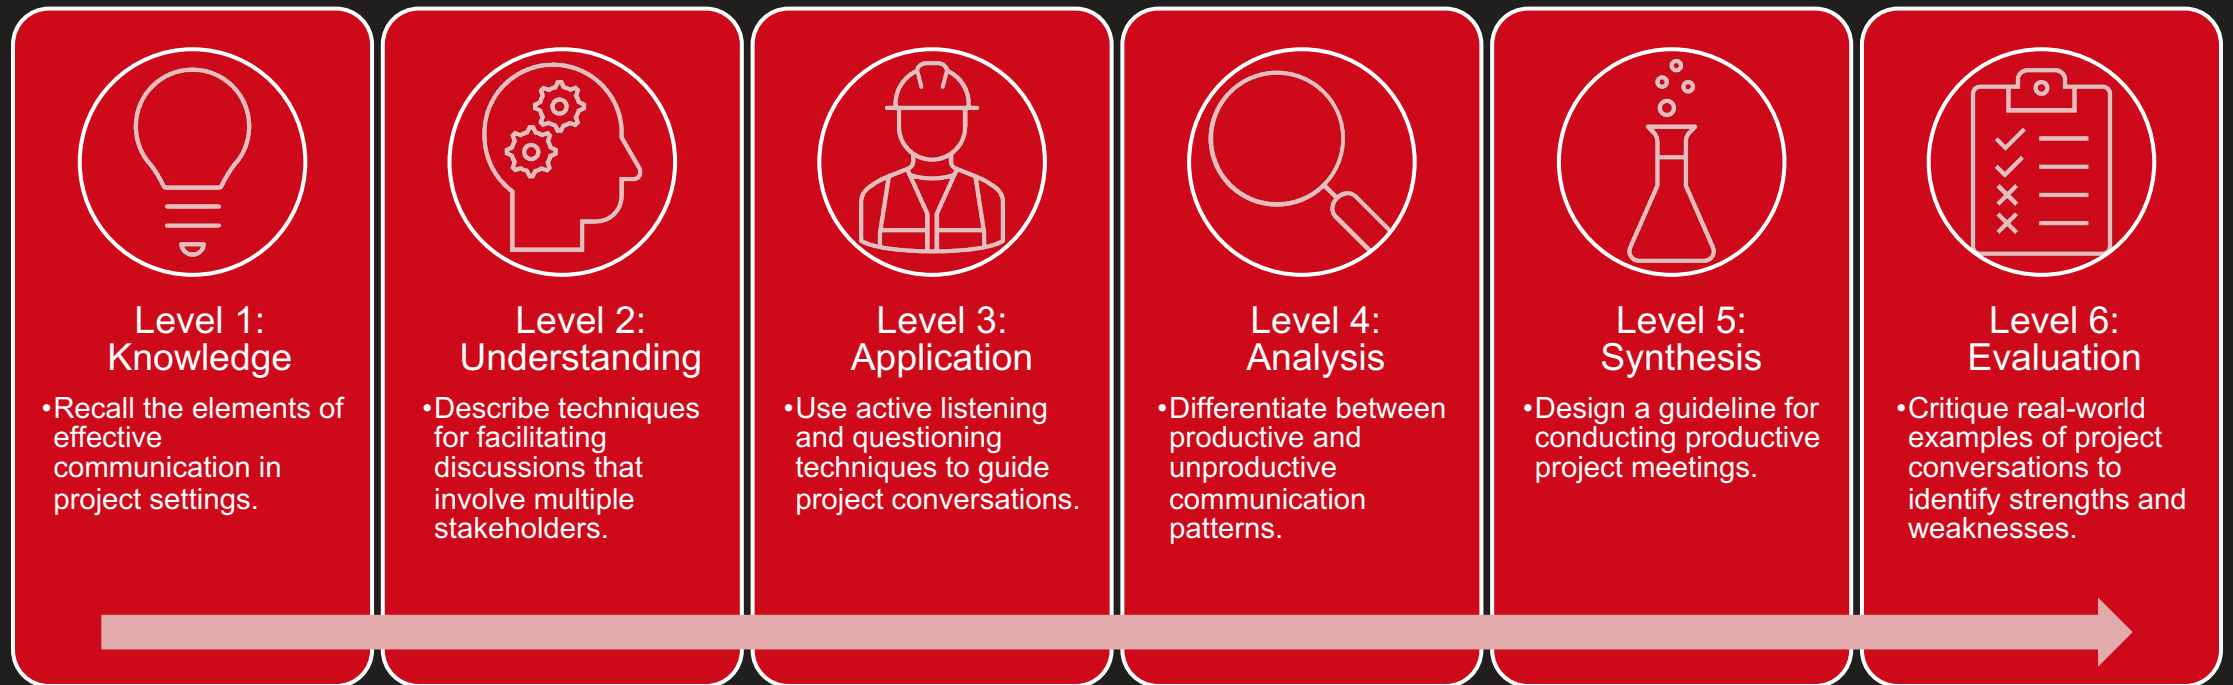 Level 1:
Knowledge
•Recall the elements of
effective
communication in
project settings.
Level 2:
Understanding
•Describe techniques
for facilitating
discussions that
involve multiple
stakeholders.
Level 3:
Application
•Use active listening
and questioning
techniques to guide
project conversations.
Level 4:
Analysis
•Differentiate between
productive and
unproductive
communication
patterns.
Level 5:
Synthesis
•Design a guideline for
conducting productive
project meetings.
Level 6:
Evaluation
•Critique real-world
examples of project
conversations to
identify strengths and
weaknesses.